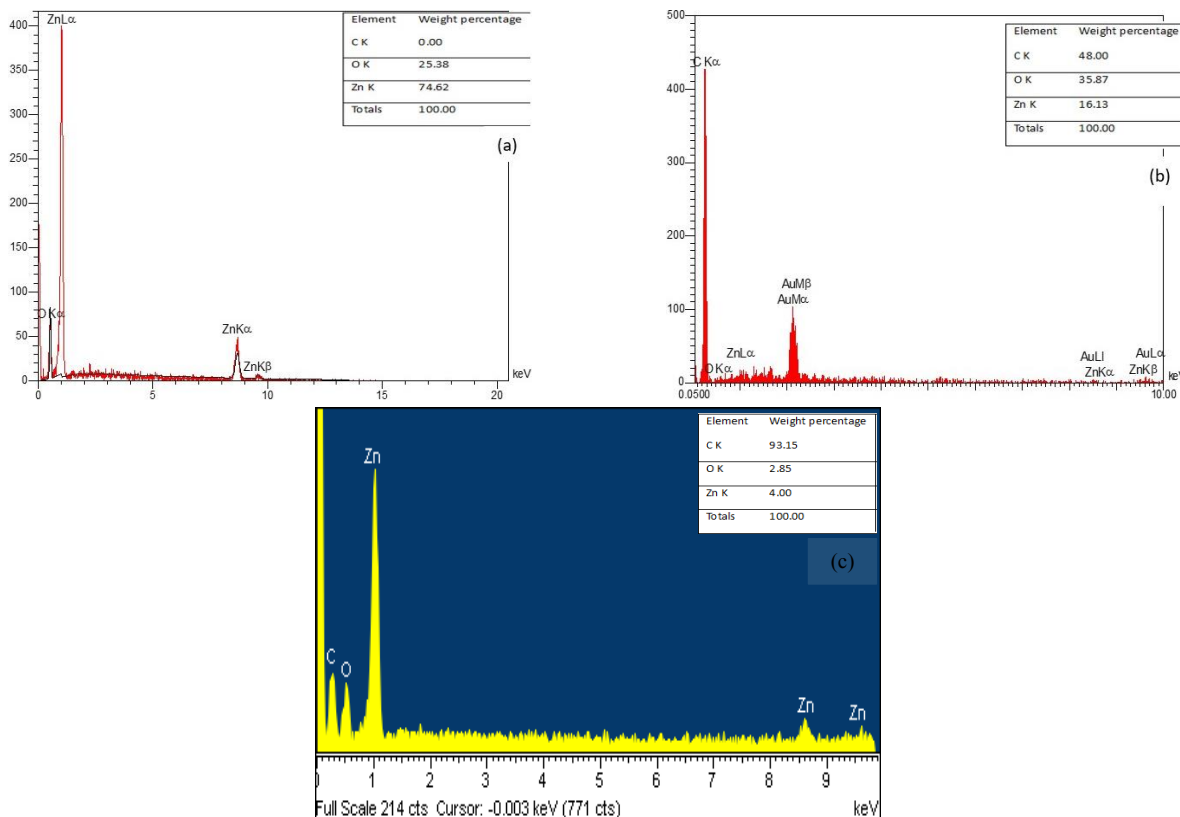 400
350
300
250
200
150
100
50
0
ZnLα
O Kα
ZnKα
ZnKβ
0 5 10 15 20
keV
Element Weight percentage
C K 0.00
O K 25.38
Zn K 74.62
Totals 100.00
(a)
500
400
300
200
100
0
C Kα
O Kα
ZnLα
AuMβ
AuMα
AuLl
ZnKα
AuLα
ZnKβ
0.0500 10.00
keV
Element Weight percentage
C K 48.00
O K 35.87
Zn K 16.13
Totals 100.00
(b)
Element Weight percentage
C K 93.15
O K 2.85
Zn K 4.00
Totals 100.00
(c)
C
O
Zn
Zn
Zn
0 1 2 3 4 5 6 7 8 9
Full Scale 214 cts Cursor: -0.003 keV (771 cts) keV